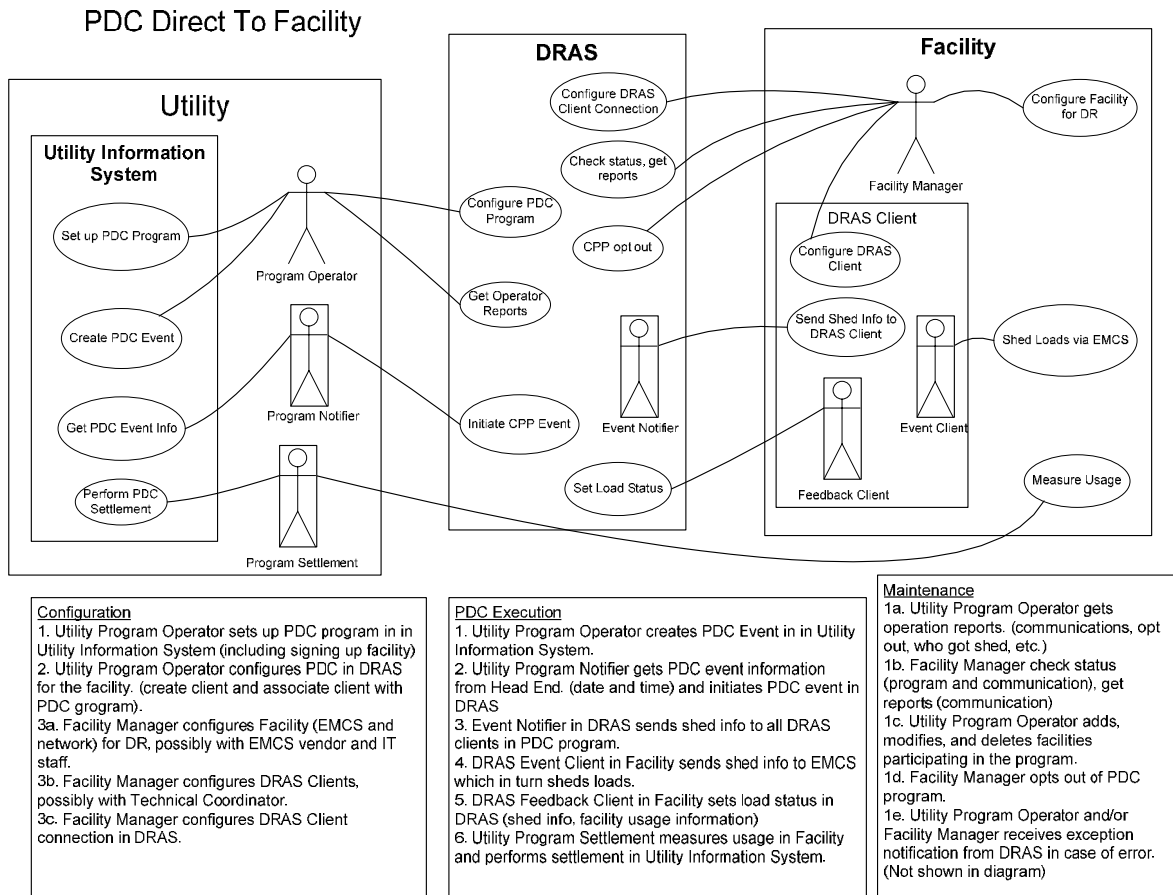 PDC Direct To Facility
Utility
Utility Information
System
Set up PDC Program
Create PDC Event
Get PDC Event Info
Perform PDC
Settlement
Program Operator
Program Notifier
Program Settlement
DRAS
Configure DRAS
Client Connection
Check status, get
reports
Configure PDC
Program
CPP opt out
Get Operator
Reports
Initiate CPP Event
Event Notifier
Set Load Status
Facility
Facility Manager
Configure Facility
for DR
DRAS Client
Configure DRAS
Client
Send Shed Info to
DRAS Client
Event Client
Feedback Client
Shed Loads via EMCS
Measure Usage
Configuration
1. Utility Program Operator sets up PDC program in in
Utility Information System (including signing up facility)
2. Utility Program Operator configures PDC in DRAS
for the facility. (create client and associate client with
PDC grogram).
3a. Facility Manager configures Facility (EMCS and
network) for DR, possibly with EMCS vendor and IT
staff.
3b. Facility Manager configures DRAS Clients,
possibly with Technical Coordinator.
3c. Facility Manager configures DRAS Client
connection in DRAS.
PDC Execution
1. Utility Program Operator creates PDC Event in in Utility
Information System.
2. Utility Program Notifier gets PDC event information
from Head End. (date and time) and initiates PDC event in
DRAS
3. Event Notifier in DRAS sends shed info to all DRAS
clients in PDC program.
4. DRAS Event Client in Facility sends shed info to EMCS
which in turn sheds loads.
5. DRAS Feedback Client in Facility sets load status in
DRAS (shed info, facility usage information)
6. Utility Program Settlement measures usage in Facility
and performs settlement in Utility Information System.
Maintenance
1a. Utility Program Operator gets
operation reports. (communications, opt
out, who got shed, etc.)
1b. Facility Manager check status
(program and communication), get
reports (communication)
1c. Utility Program Operator adds,
modifies, and deletes facilities
participating in the program.
1d. Facility Manager opts out of PDC
program.
1e. Utility Program Operator and/or
Facility Manager receives exception
notification from DRAS in case of error.
(Not shown in diagram)